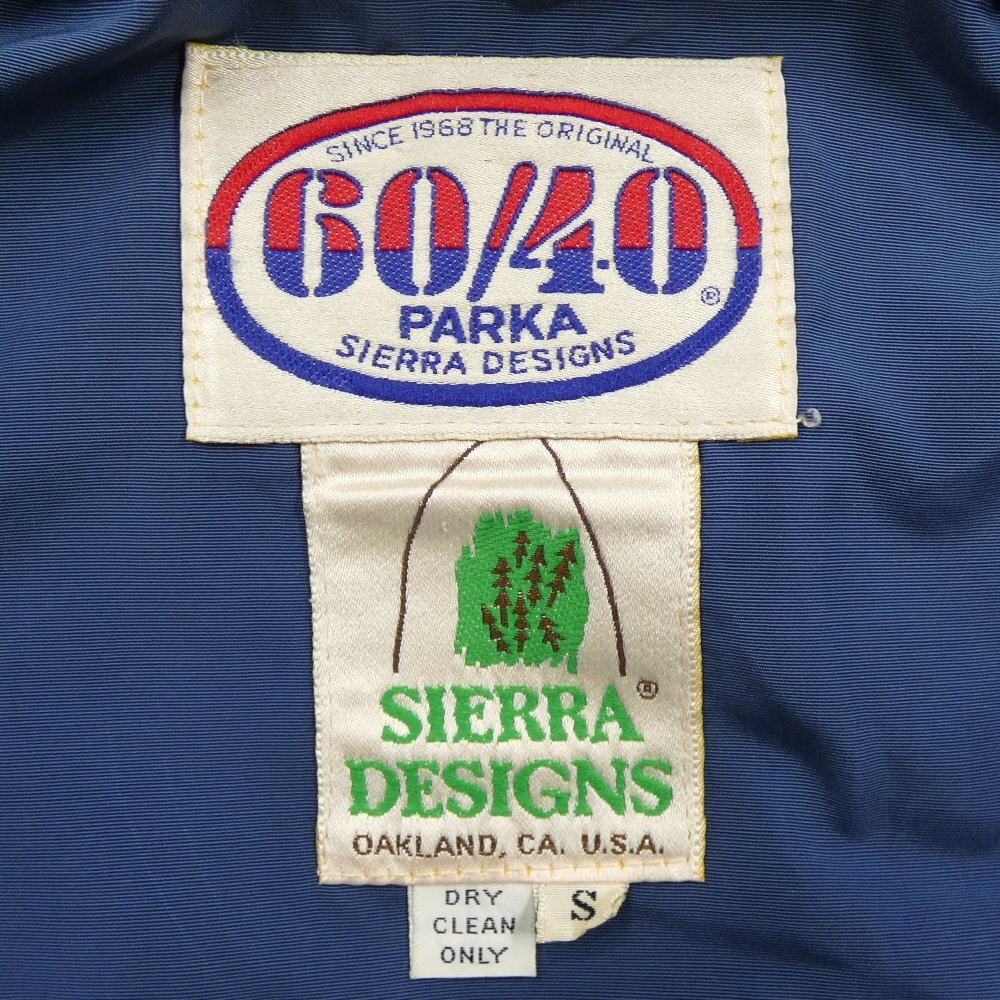 SINCE 1968 THE ORIGINAL
60/40
®
PARKA
SIERRA DESIGNS
SIERRA ®
DESIGNS
OAKLAND, CA. U.S.A.
DRY
CLEAN
ONLY
S